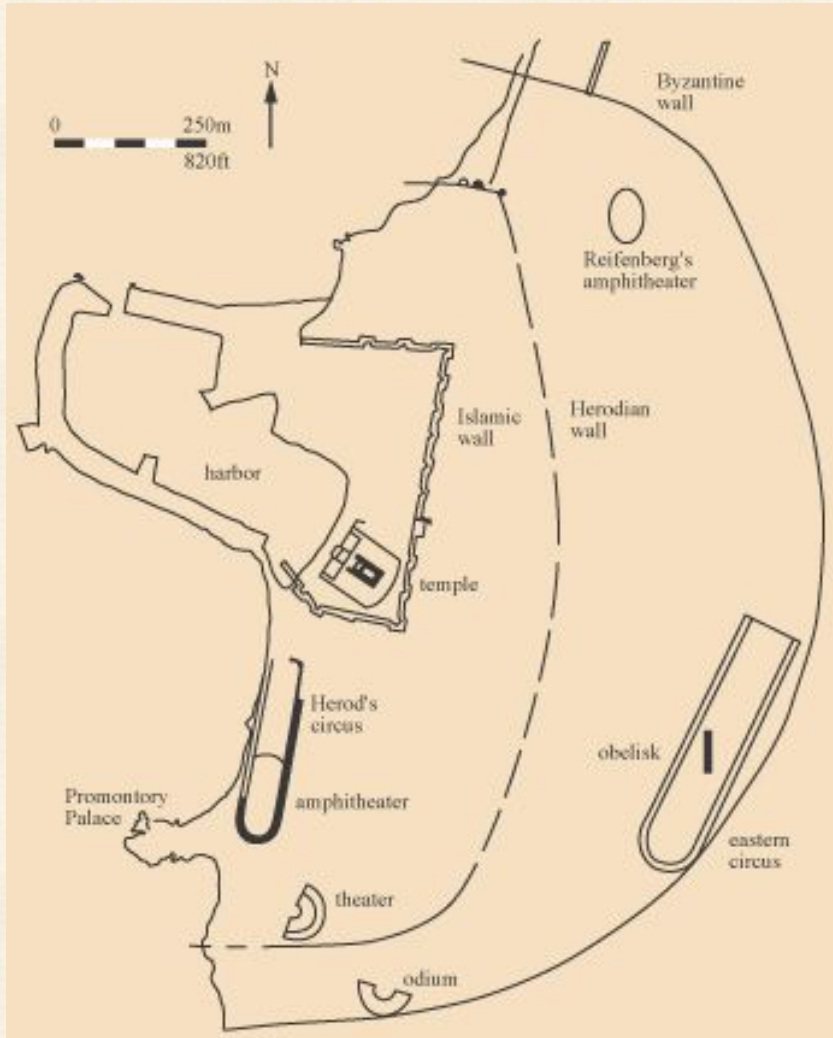 N
0 250m
820ft
Byzantine
wall
Reifenberg's
amphitheater
Islamic
wall
Herodian
wall
harbor
temple
Herod's
circus
obelisk
Promontory
Palace
amphitheater
eastern
circus
theater
odium